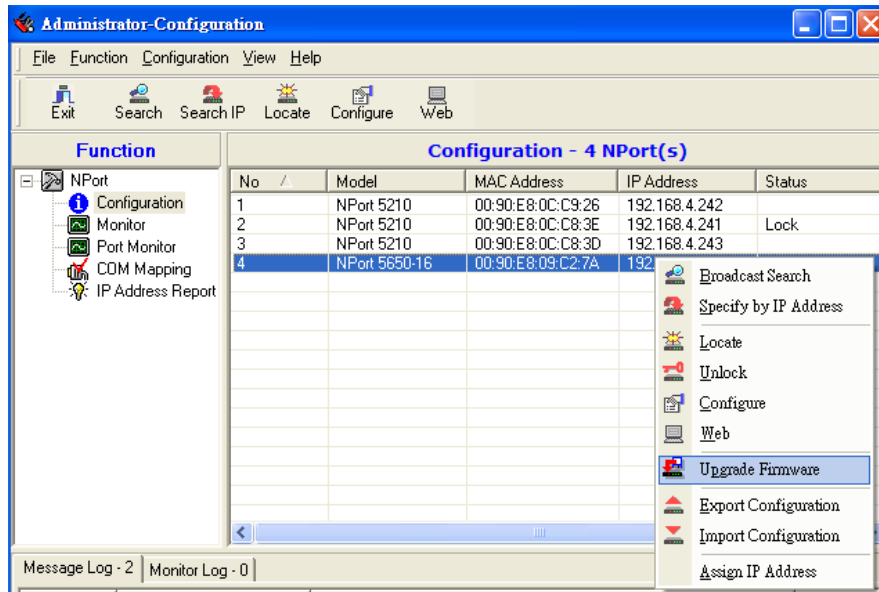 Administrator-Configuration
File Function Configuration View Help
Exit Search Search IP Locate Configure Web
Function
NPort
Configuration
Monitor
Port Monitor
COM Mapping
IP Address Report
Configuration - 4 NPort(s)
No Model MAC Address IP Address Status
1 NPort 5210 00:90:E8:0C:C9:26 192.168.4.242
2 NPort 5210 00:90:E8:0C:C8:3E 192.168.4.241 Lock
3 NPort 5210 00:90:E8:0C:C8:3D 192.168.4.243
4 NPort 5650-16 00:90:E8:09:C2:7A 192.
Broadcast Search
Specify by IP Address
Locate
Unlock
Configure
Web
Upgrade Firmware
Export Configuration
Import Configuration
Assign IP Address
Message Log - 2 Monitor Log - 0